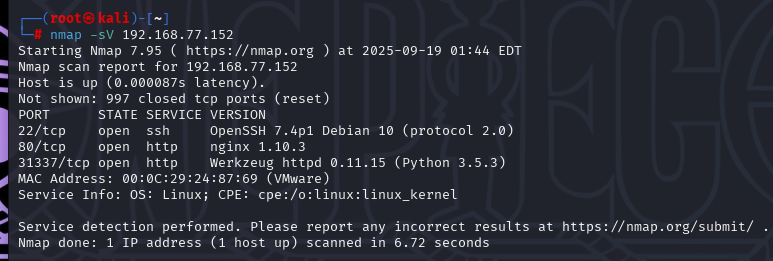 ┌──(root㉿kali)-[~]
└─# nmap -sV 192.168.77.152
Starting Nmap 7.95 ( https://nmap.org ) at 2025-09-19 01:44 EDT
Nmap scan report for 192.168.77.152
Host is up (0.000087s latency).
Not shown: 997 closed tcp ports (reset)
PORT      STATE SERVICE VERSION
22/tcp    open  ssh     OpenSSH 7.4p1 Debian 10 (protocol 2.0)
80/tcp    open  http    nginx 1.10.3
31337/tcp open  http    Werkzeug httpd 0.11.15 (Python 3.5.3)
MAC Address: 00:0C:29:24:87:69 (VMware)
Service Info: OS: Linux; CPE: cpe:/o:linux:linux_kernel
Service detection performed. Please report any incorrect results at https://nmap.org/submit/ .
Nmap done: 1 IP address (1 host up) scanned in 6.72 seconds